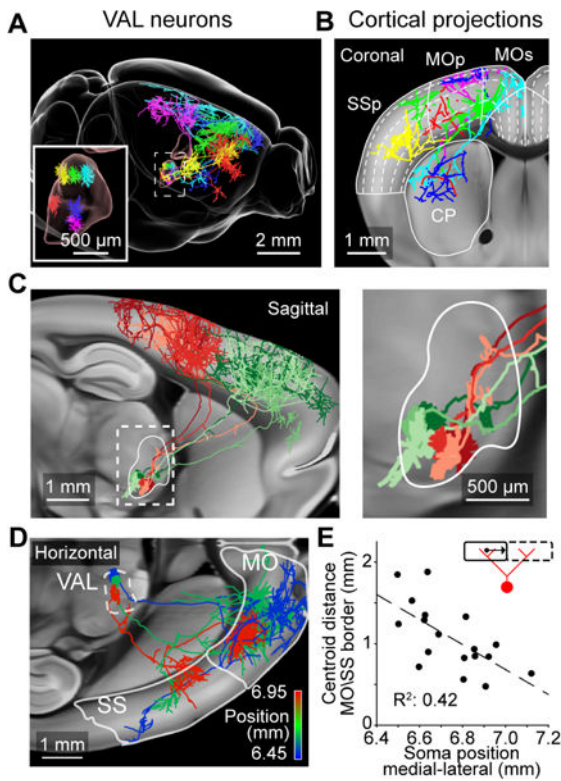 A VAL neurons
500 µm
2 mm
B Cortical projections
Coronal
MOp
MOs
SSp
CP
1 mm
C
Sagittal
1 mm
500 µm
D
Horizontal
MO
VAL
SS
6.95
Position
(mm)
6.45
1 mm
E
Centroid distance
MO\SS border (mm)
2
1
0
R²: 0.42
6.4 6.6 6.8 7.0 7.2
Soma position
medial-lateral (mm)